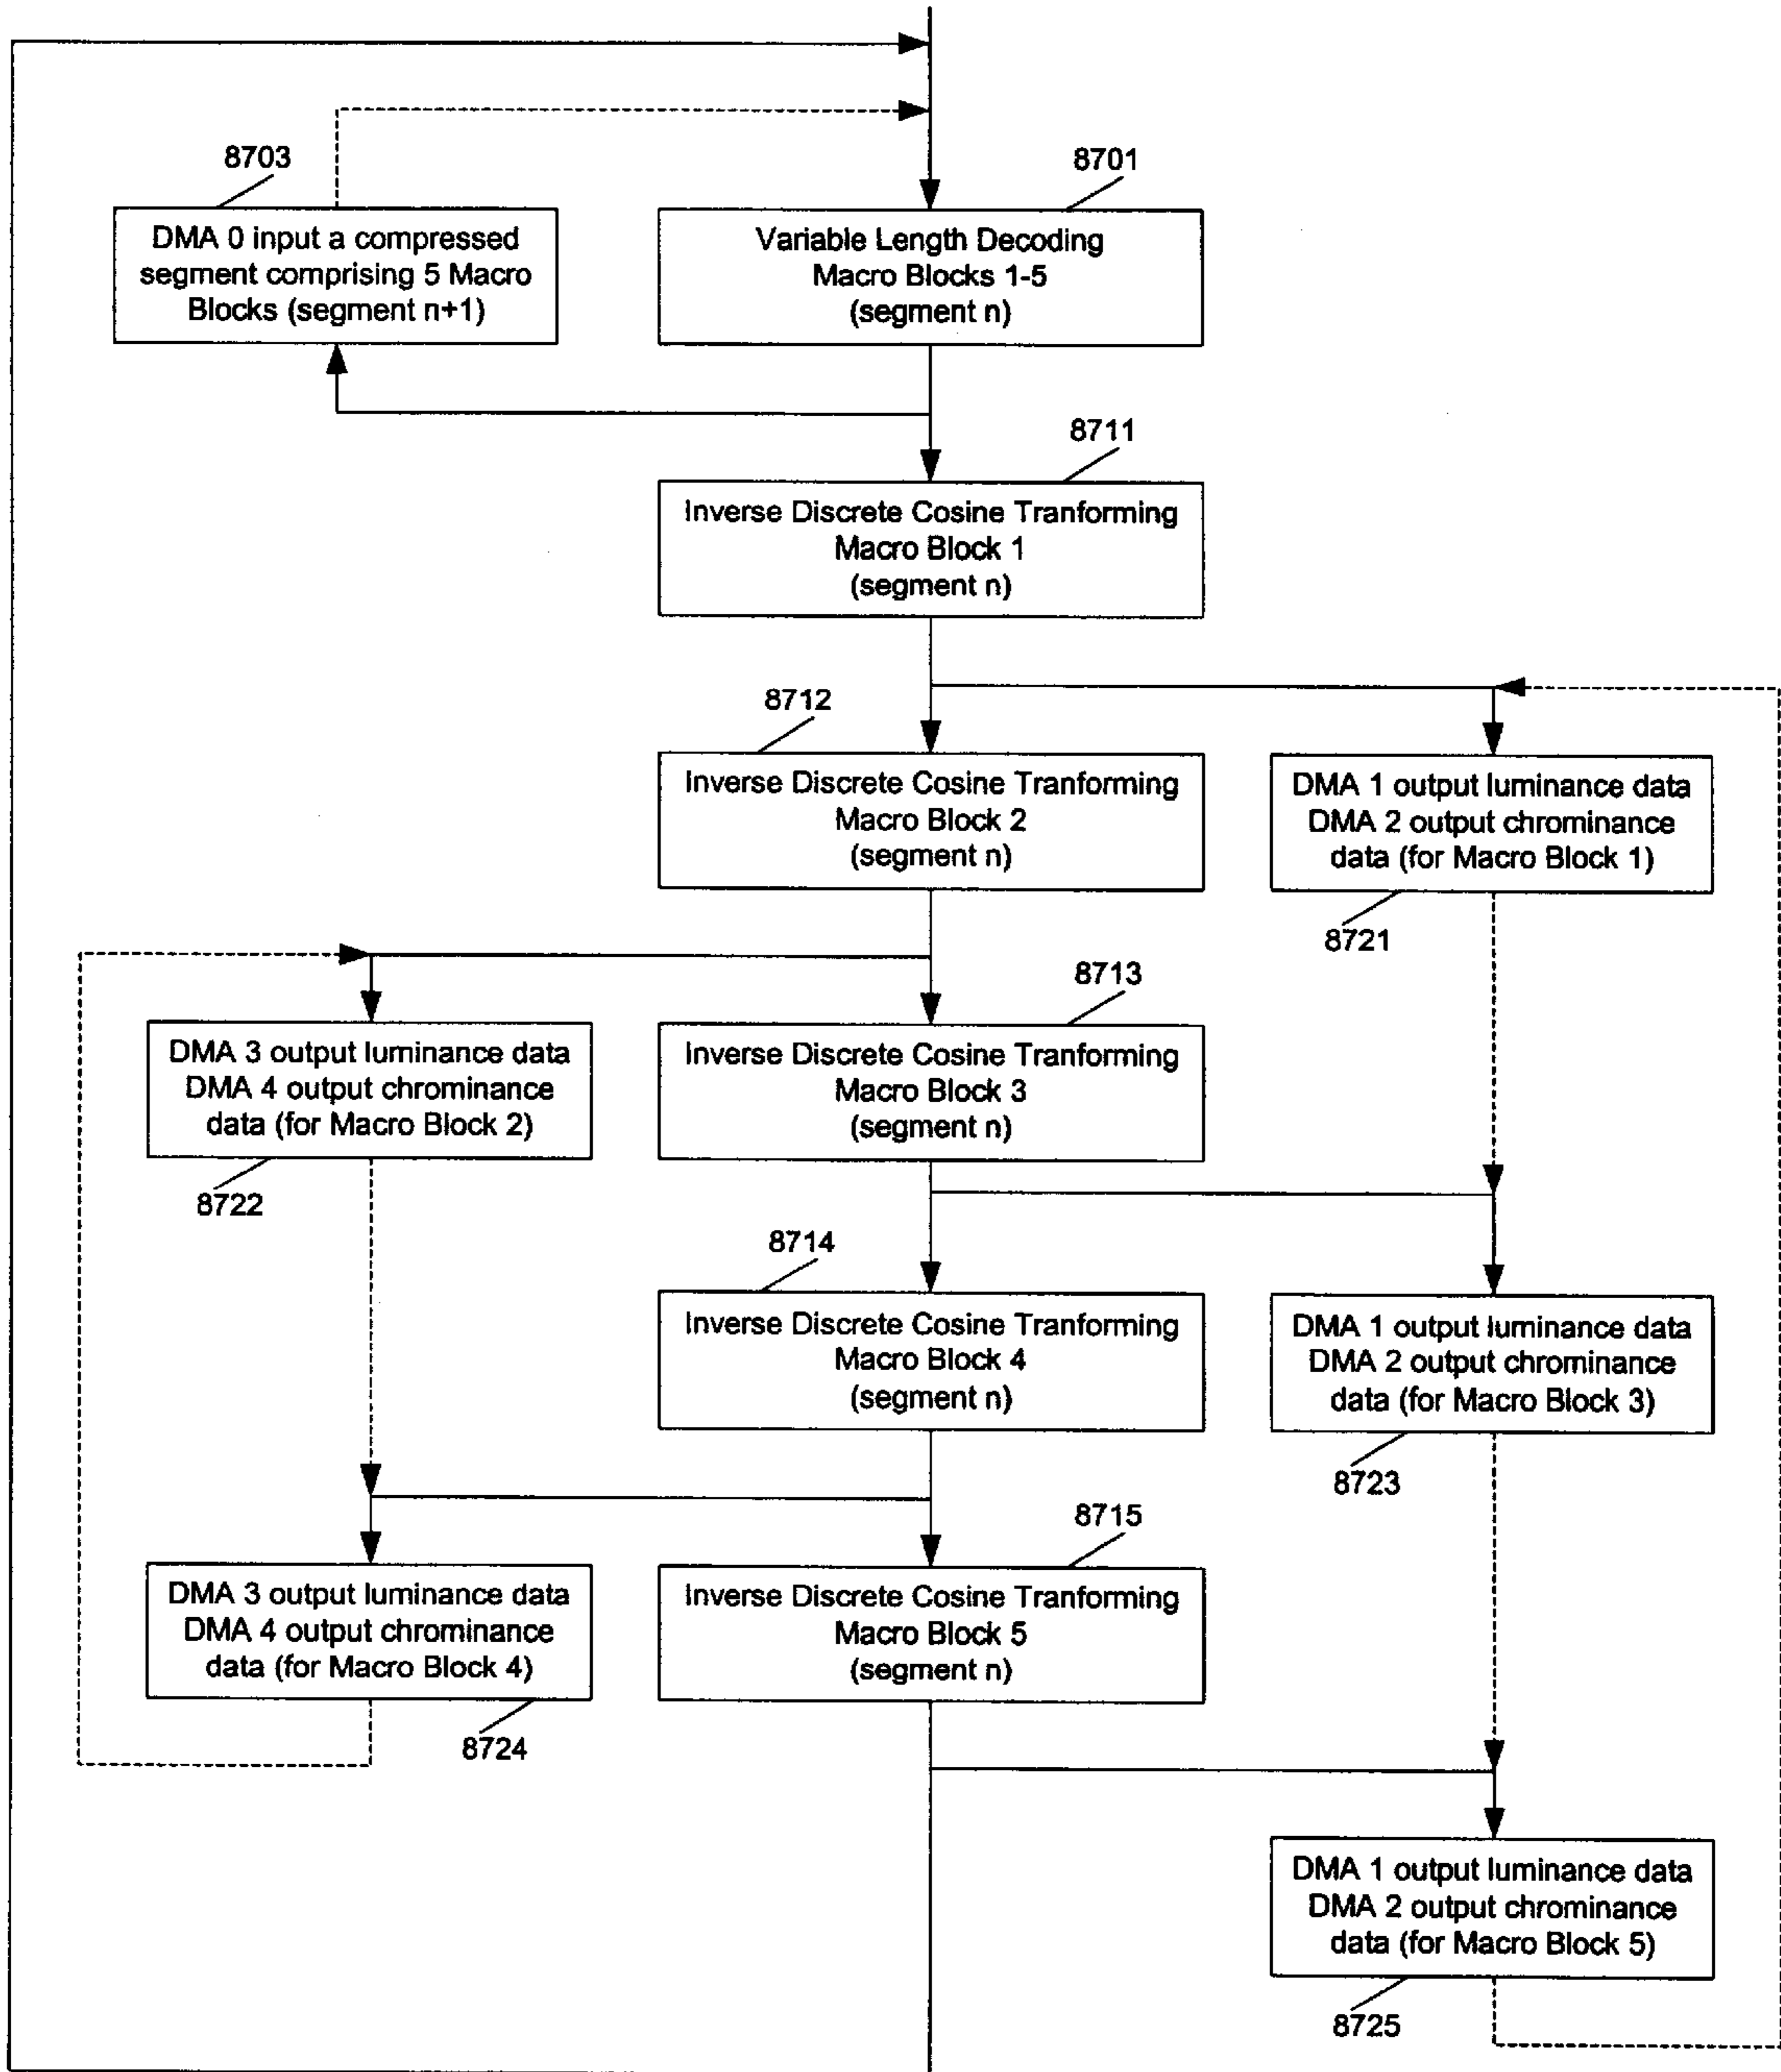 8703
8701
DMA 0 input a compressed
segment comprising 5 Macro
Blocks (segment n+1)
Variable Length Decoding
Macro Blocks 1-5
(segment n)
8711
Inverse Discrete Cosine Tranforming
Macro Block 1
(segment n)
8712
Inverse Discrete Cosine Tranforming
Macro Block 2
(segment n)
DMA 1 output luminance data
DMA 2 output chrominance
data (for Macro Block 1)
8721
8713
DMA 3 output luminance data
DMA 4 output chrominance
data (for Macro Block 2)
8722
Inverse Discrete Cosine Tranforming
Macro Block 3
(segment n)
8714
Inverse Discrete Cosine Tranforming
Macro Block 4
(segment n)
DMA 1 output luminance data
DMA 2 output chrominance
data (for Macro Block 3)
8723
8715
DMA 3 output luminance data
DMA 4 output chrominance
data (for Macro Block 4)
8724
Inverse Discrete Cosine Tranforming
Macro Block 5
(segment n)
DMA 1 output luminance data
DMA 2 output chrominance
data (for Macro Block 5)
8725